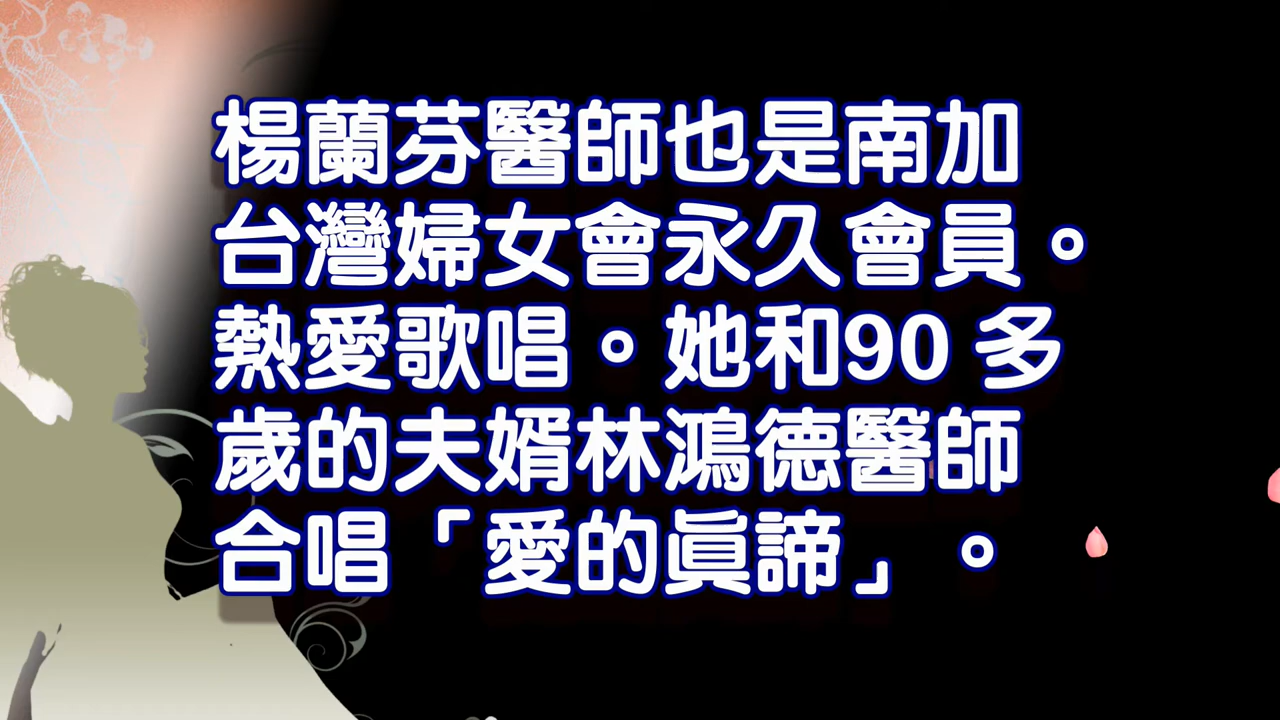 楊蘭芬醫師也是南加
台灣婦女會永久會員。
熱愛歌唱。她和90 多
歲的夫婿林鴻德醫師
合唱「愛的眞諦」。